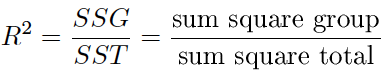 R² = SSG/SST = sum square group/sum square total